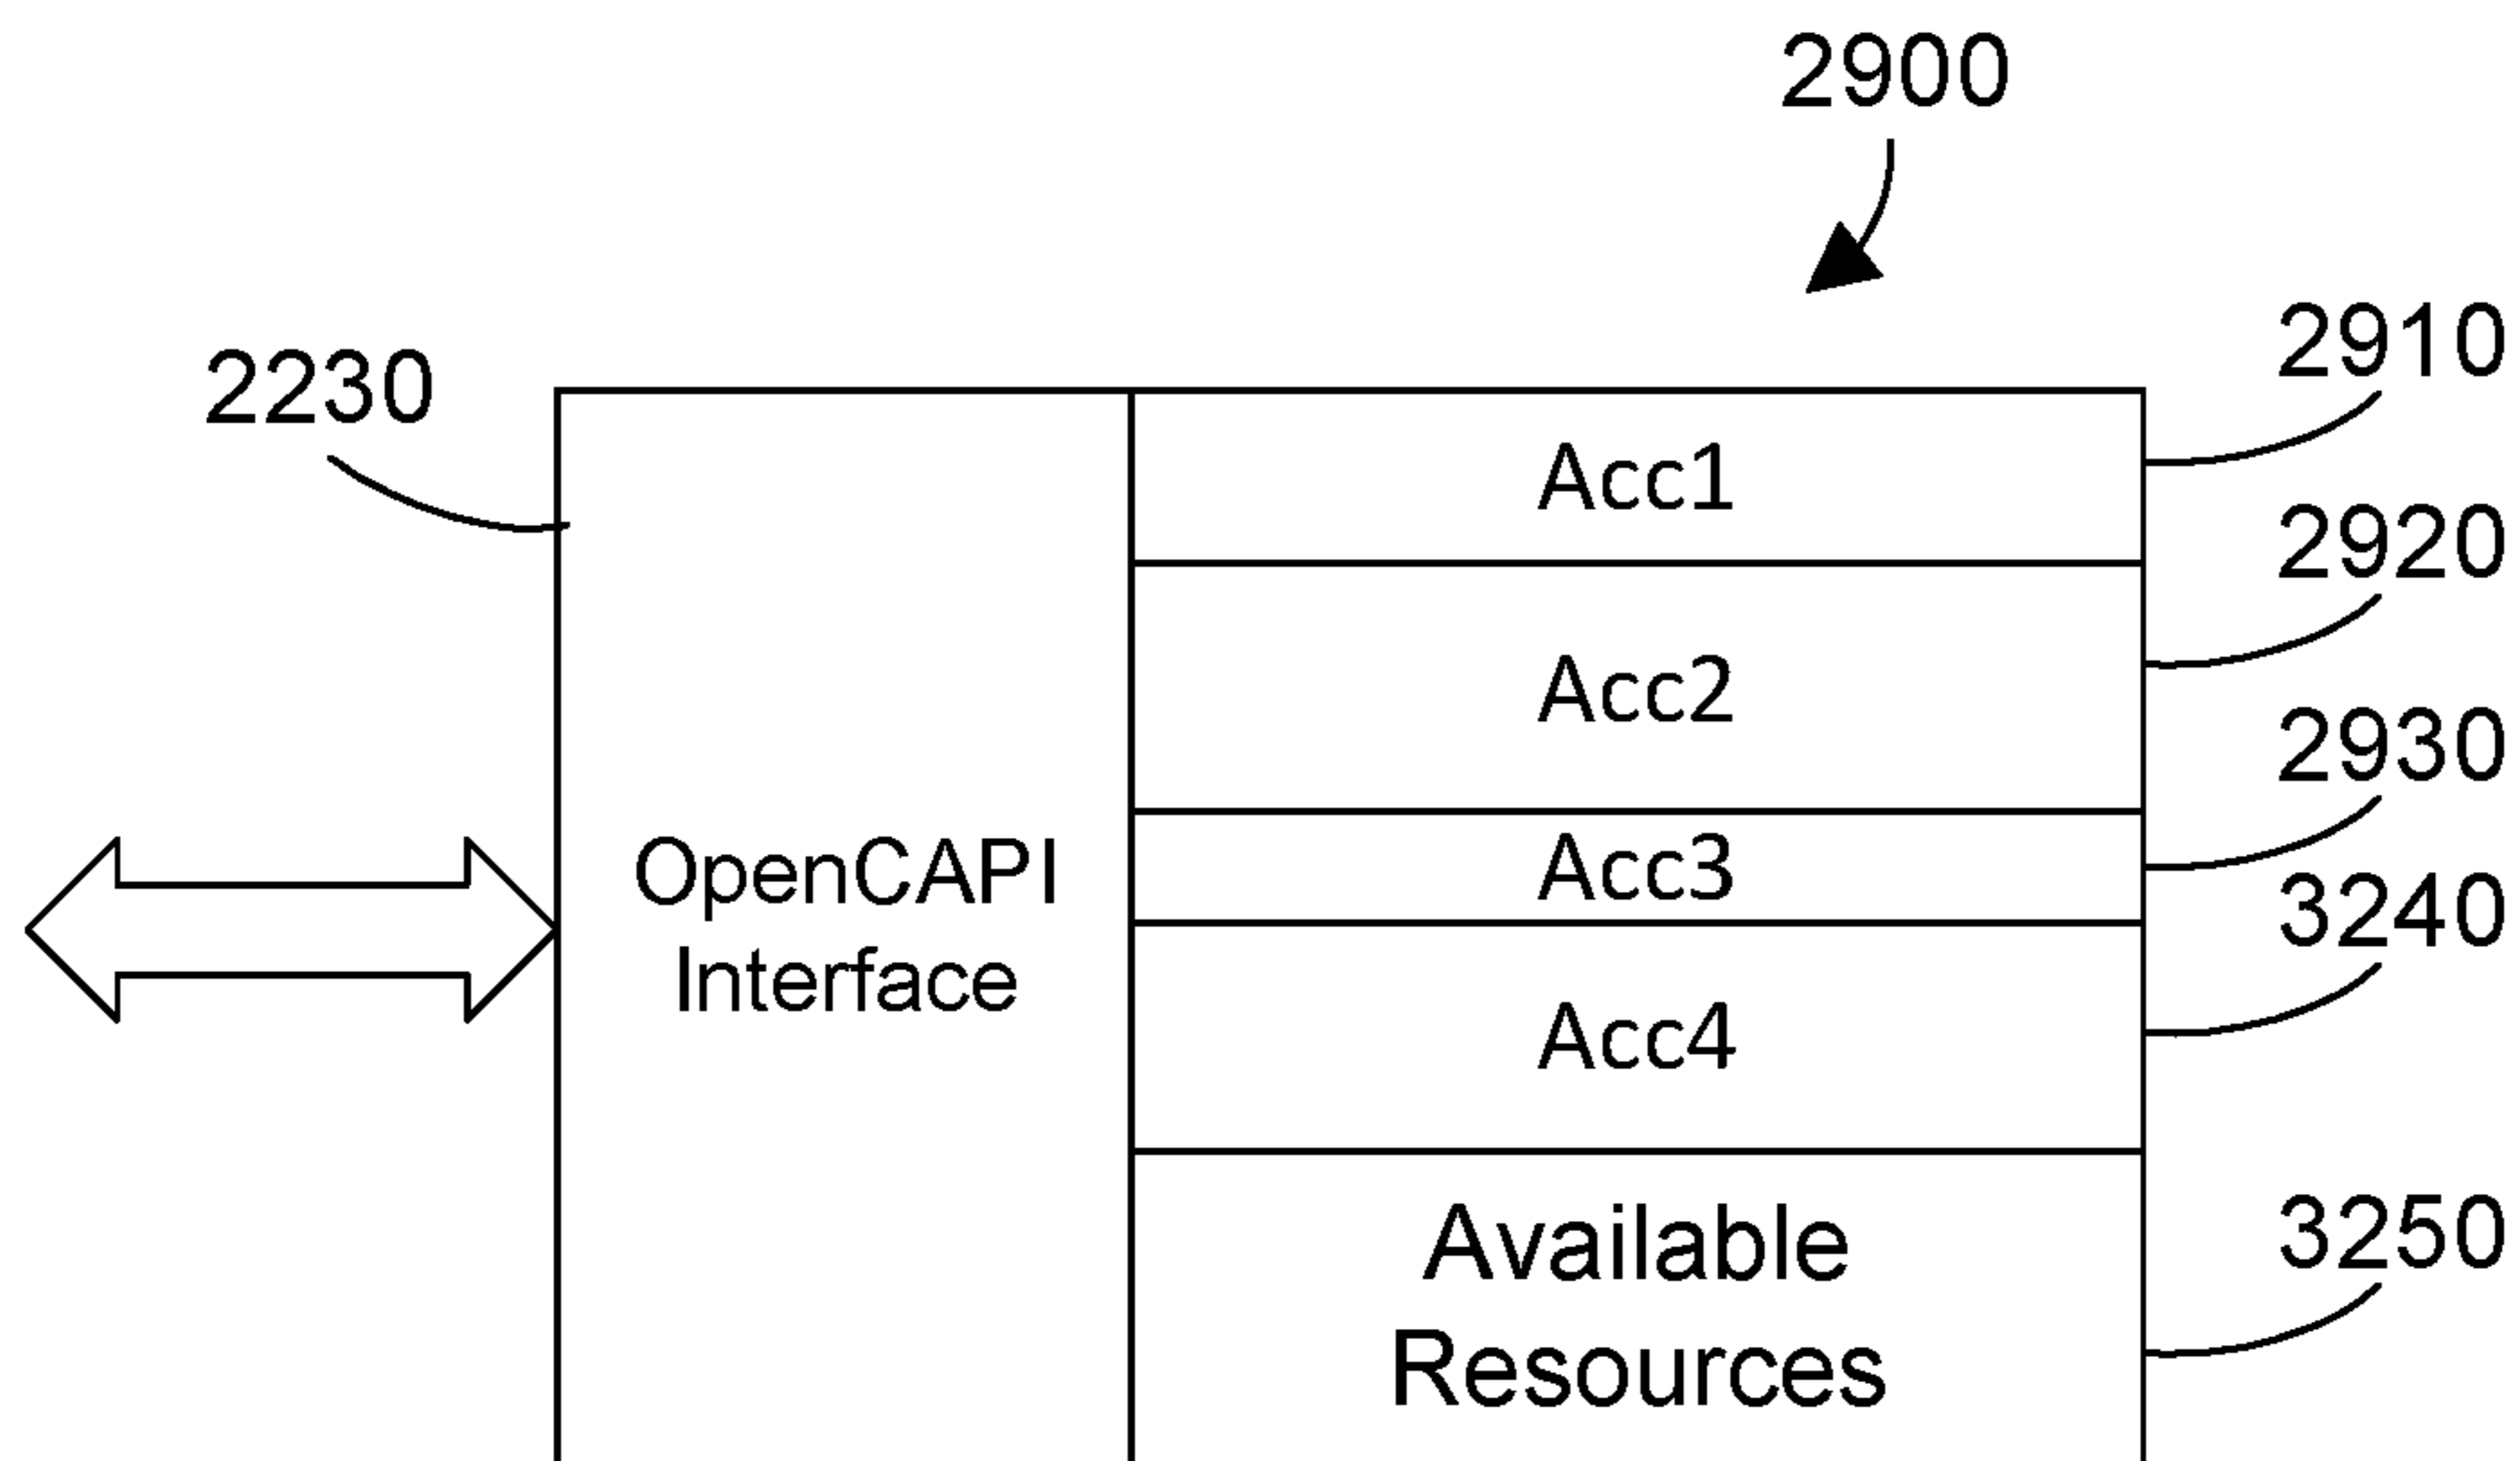 2900
2910
2230
Acc1
2920
Acc2
2930
OpenCAPI
Interface
Acc3
3240
Acc4
3250
Available
Resources